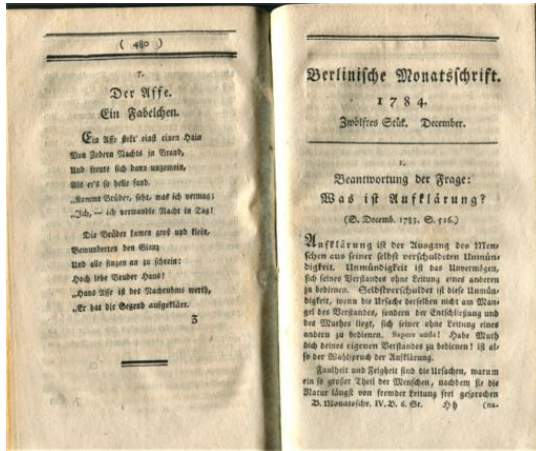 ( 480 )
7.
Der Affe.
Ein Fabelchen.
Ein Affe stekt' einst einen Hain
Von Zedern Nachts in Brand,
Und freute sich dann ungemein,
Als er's so helle fand.
„Kommt Brüder, seht, was ich vermag;
„Ich, — ich verwandle Nacht in Tag!
Die Brüder kamen groß und klein,
Bewunderten den Glanz
Und alle fingen an zu schrein:
Hoch lebe Bruder Hans!
„Hans Affe ist des Nachruhms werth,
„Er hat die Gegend aufgeklärt.
Z
Berlinische Monatsschrift.
1784.
Zwölftes Stük. December.
1.
Beantwortung der Frage:
Was ist Aufklärung?
(S. Decemb. 1783. S. 516.)
Aufklärung ist der Ausgang des Men-
schen aus seiner selbst verschuldeten Unmün-
digkeit. Unmündigkeit ist das Unvermögen,
sich seines Verstandes ohne Leitung eines anderen
zu bedienen. Selbstverschuldet ist diese Unmün-
digkeit, wenn die Ursache derselben nicht am Man-
gel des Verstandes, sondern der Entschließung und
des Muthes liegt, sich seiner ohne Leitung eines
andern zu bedienen. Sapere aude! Habe Muth
dich deines eigenen Verstandes zu bedienen! ist al-
so der Wahlspruch der Aufklärung.
Faulheit und Feigheit sind die Ursachen, warum
ein so großer Theil der Menschen, nachdem sie die
Natur längst von fremder Leitung frei gesprochen
B. Monatsschr. IV. B. 6. St. Hh (na-